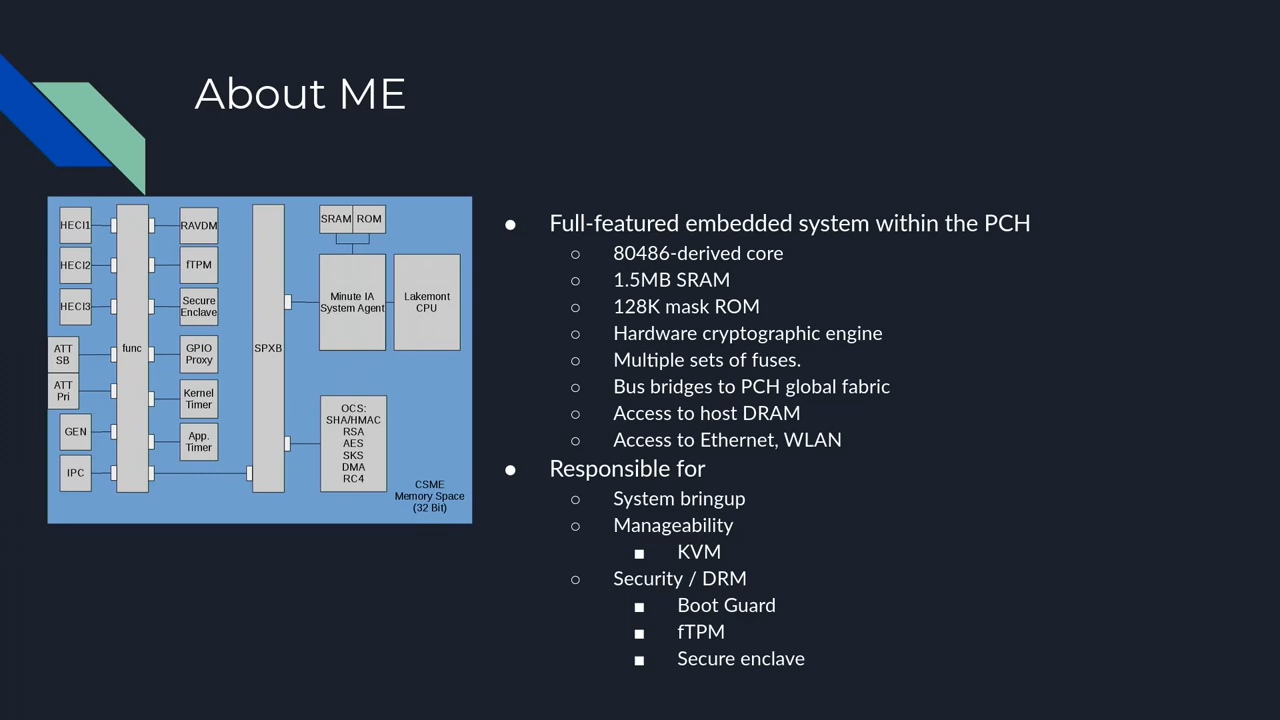 About ME
HECI1
HECI2
HECI3
ATT
SB
ATT
Pri
GEN
IPC
func
RAVDM
fTPM
Secure
Enclave
GPIO
Proxy
Kernel
Timer
App.
Timer
SPXB
SRAM
ROM
Minute IA
System Agent
Lakemont
CPU
OCS:
SHA/HMAC
RSA
AES
SKS
DMA
RC4
CSME
Memory Space
(32 Bit)
● Full-featured embedded system within the PCH
○ 80486-derived core
○ 1.5MB SRAM
○ 128K mask ROM
○ Hardware cryptographic engine
○ Multiple sets of fuses.
○ Bus bridges to PCH global fabric
○ Access to host DRAM
○ Access to Ethernet, WLAN
● Responsible for
○ System bringup
○ Manageability
■ KVM
○ Security / DRM
■ Boot Guard
■ fTPM
■ Secure enclave